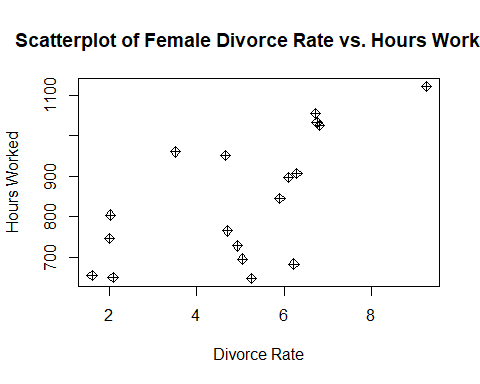 Scatterplot of Female Divorce Rate vs. Hours Work
1100
900
800
700
Hours Worked
2 4 6 8
Divorce Rate